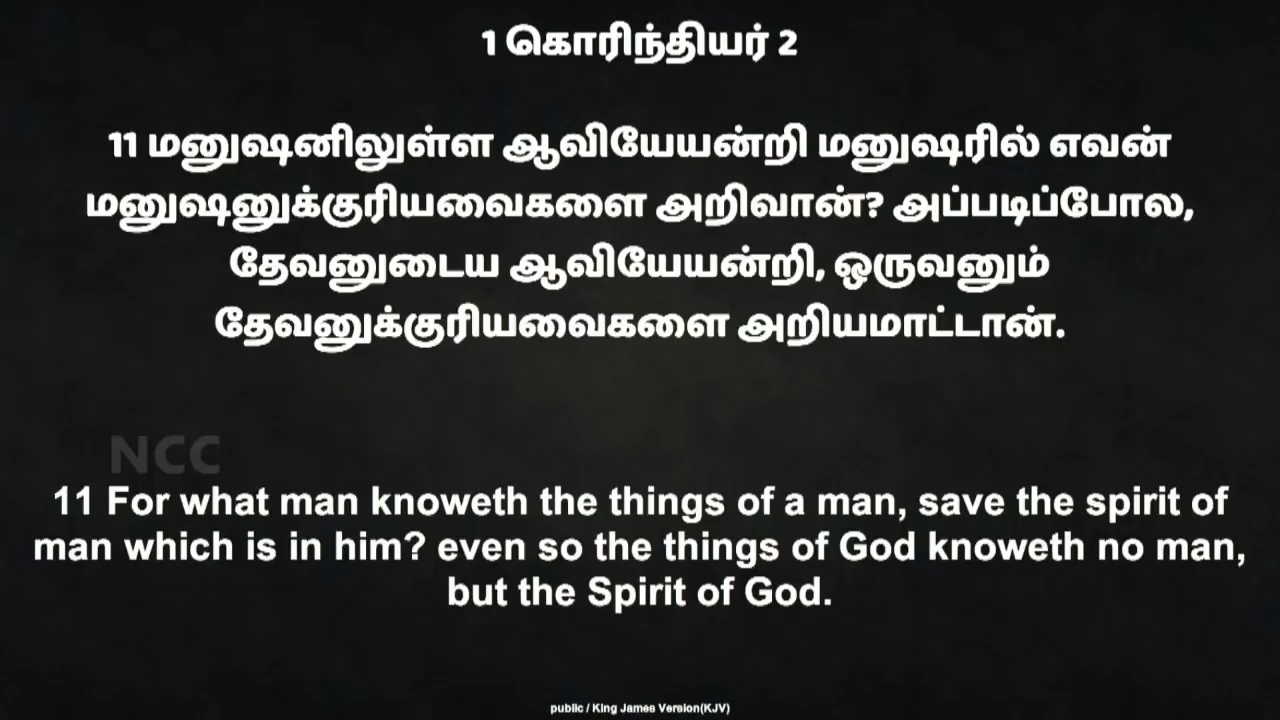 1 கொரிந்தியர் 2
11 மனுஷனிலுள்ள ஆவியேயன்றி மனுஷரில் எவன்
மனுஷனுக்குரியவைகளை அறிவான்? அப்படிப்போல,
தேவனுடைய ஆவியேயன்றி, ஒருவனும்
தேவனுக்குரியவைகளை அறியமாட்டான்.
NCC
11 For what man knoweth the things of a man, save the spirit of
man which is in him? even so the things of God knoweth no man,
but the Spirit of God.
public / King James Version(KJV)